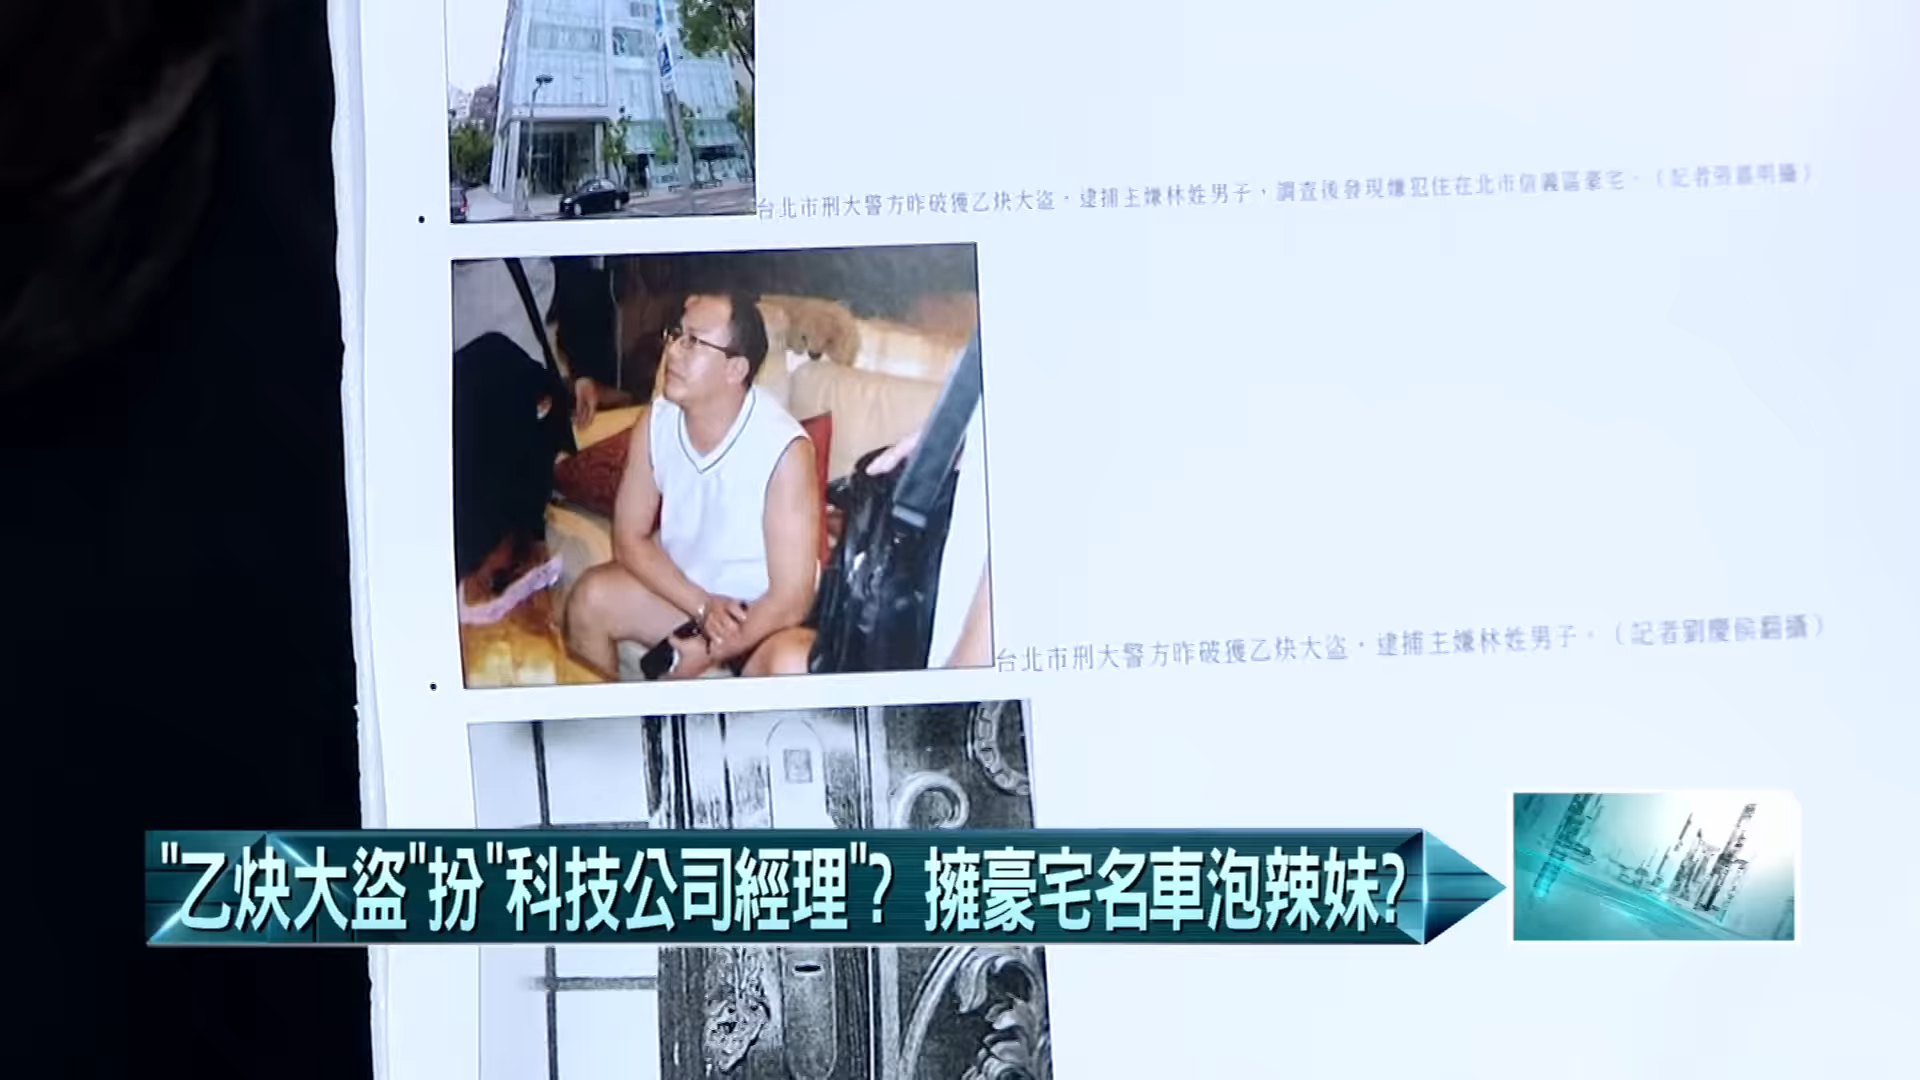 台北市刑大警方昨破獲乙炔大盜，逮捕主嫌林姓男子，調查後發現嫌犯住在北市信義區豪宅。（記者張嘉明攝）
台北市刑大警方昨破獲乙炔大盜，逮捕主嫌林姓男子。（記者劉慶侯翻攝）
"乙炔大盜"扮"科技公司經理"? 擁豪宅名車泡辣妹?